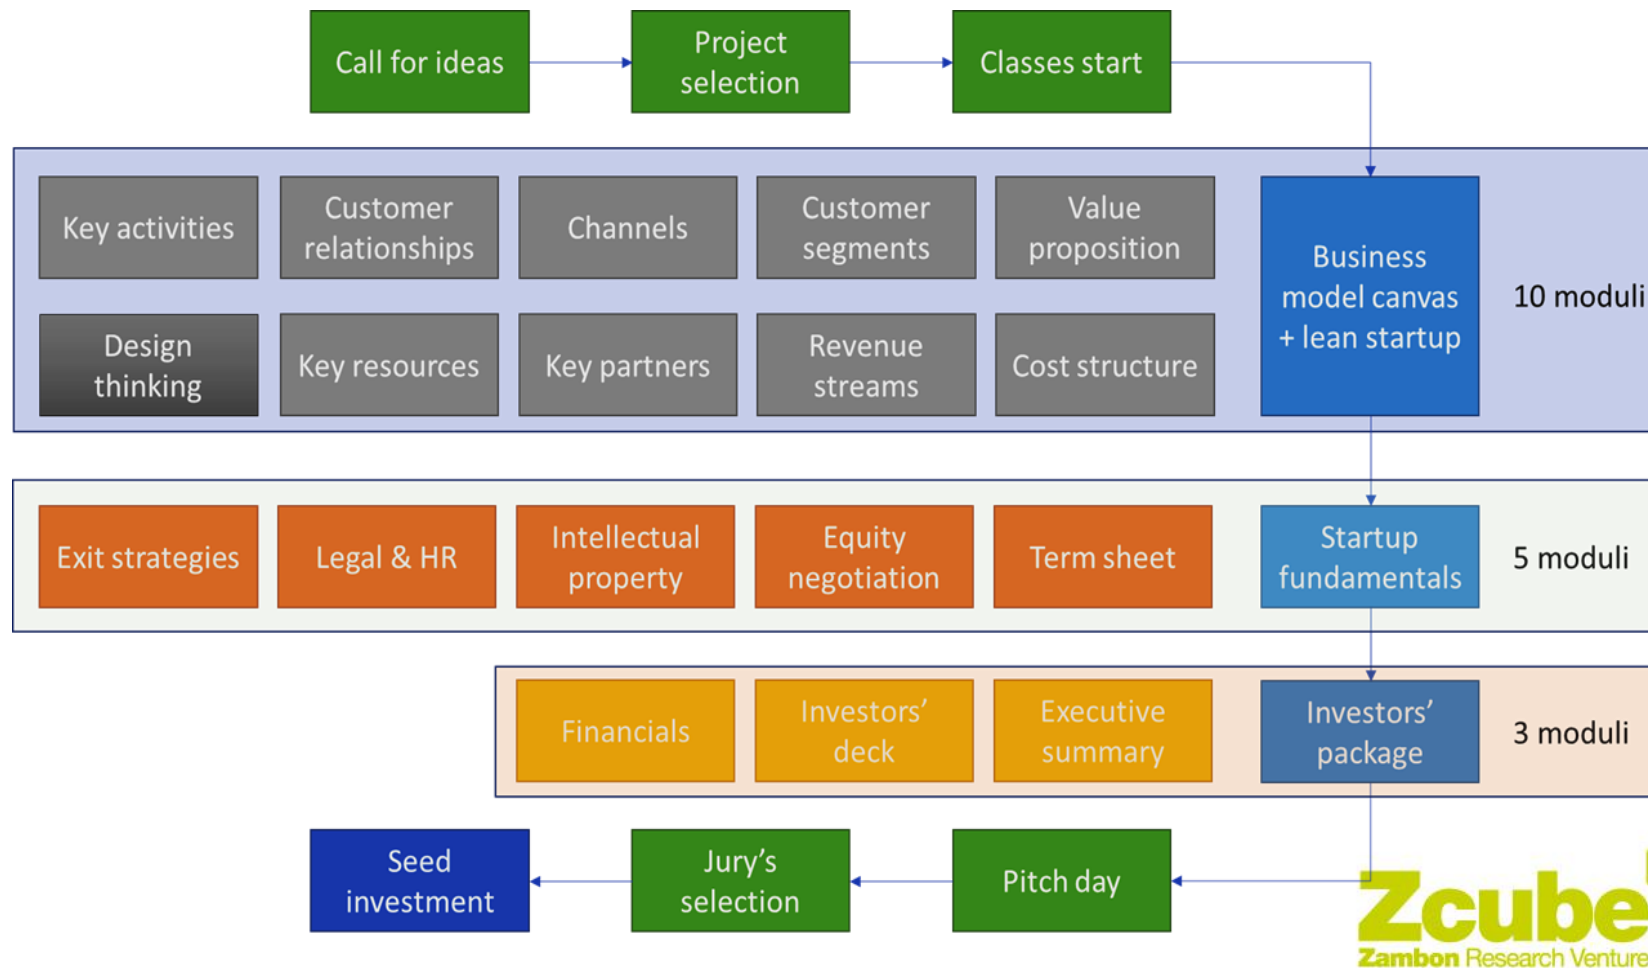 Call for ideas
Project
selection
Classes start
Key activities
Customer
relationships
Channels
Customer
segments
Value
proposition
Business
model canvas
+ lean startup
10 moduli
Design
thinking
Key resources
Key partners
Revenue
streams
Cost structure
Exit strategies
Legal & HR
Intellectual
property
Equity
negotiation
Term sheet
Startup
fundamentals
5 moduli
Financials
Investors’
deck
Executive
summary
Investors’
package
3 moduli
Seed
investment
Jury’s
selection
Pitch day
Zcube
Zambon Research Venture